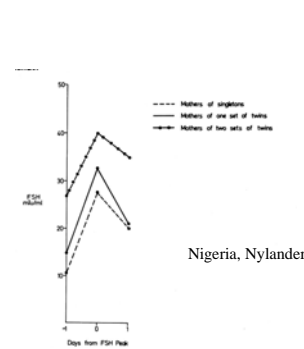 50
Mothers of singletons
Mothers of one set of twins
Mothers of two sets of twins
40
30
FSH
mIu/ml
20
Nigeria, Nylander
10
-1 0 1
Days from FSH Peak